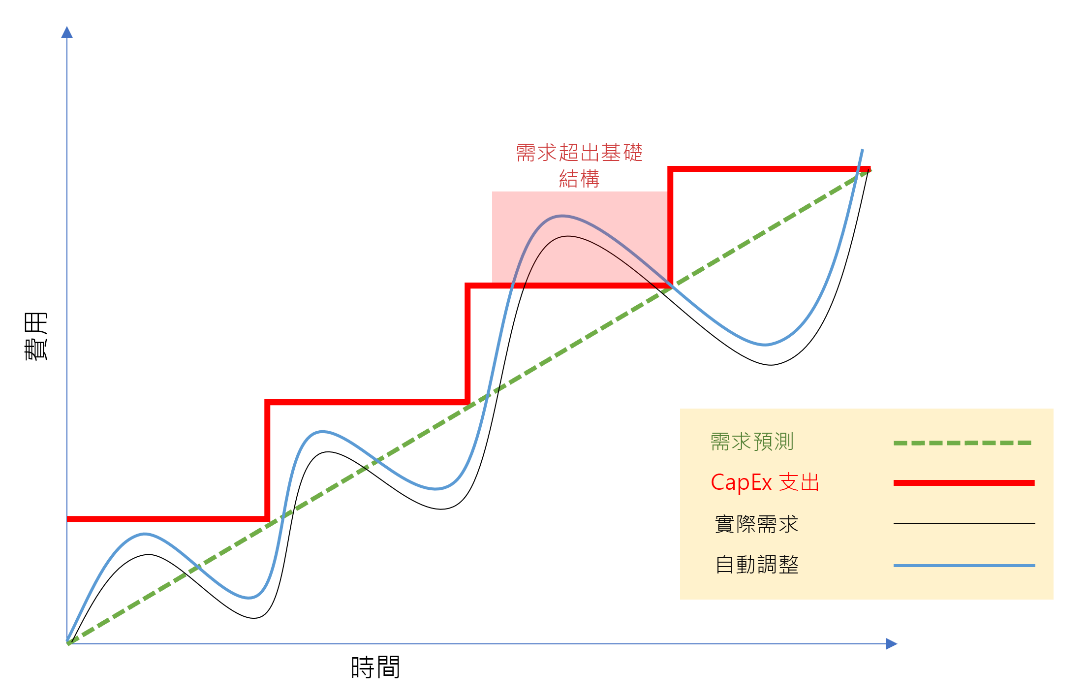 需求超出基礎
結構
費用
需求預測
CapEx 支出
實際需求
自動調整
時間